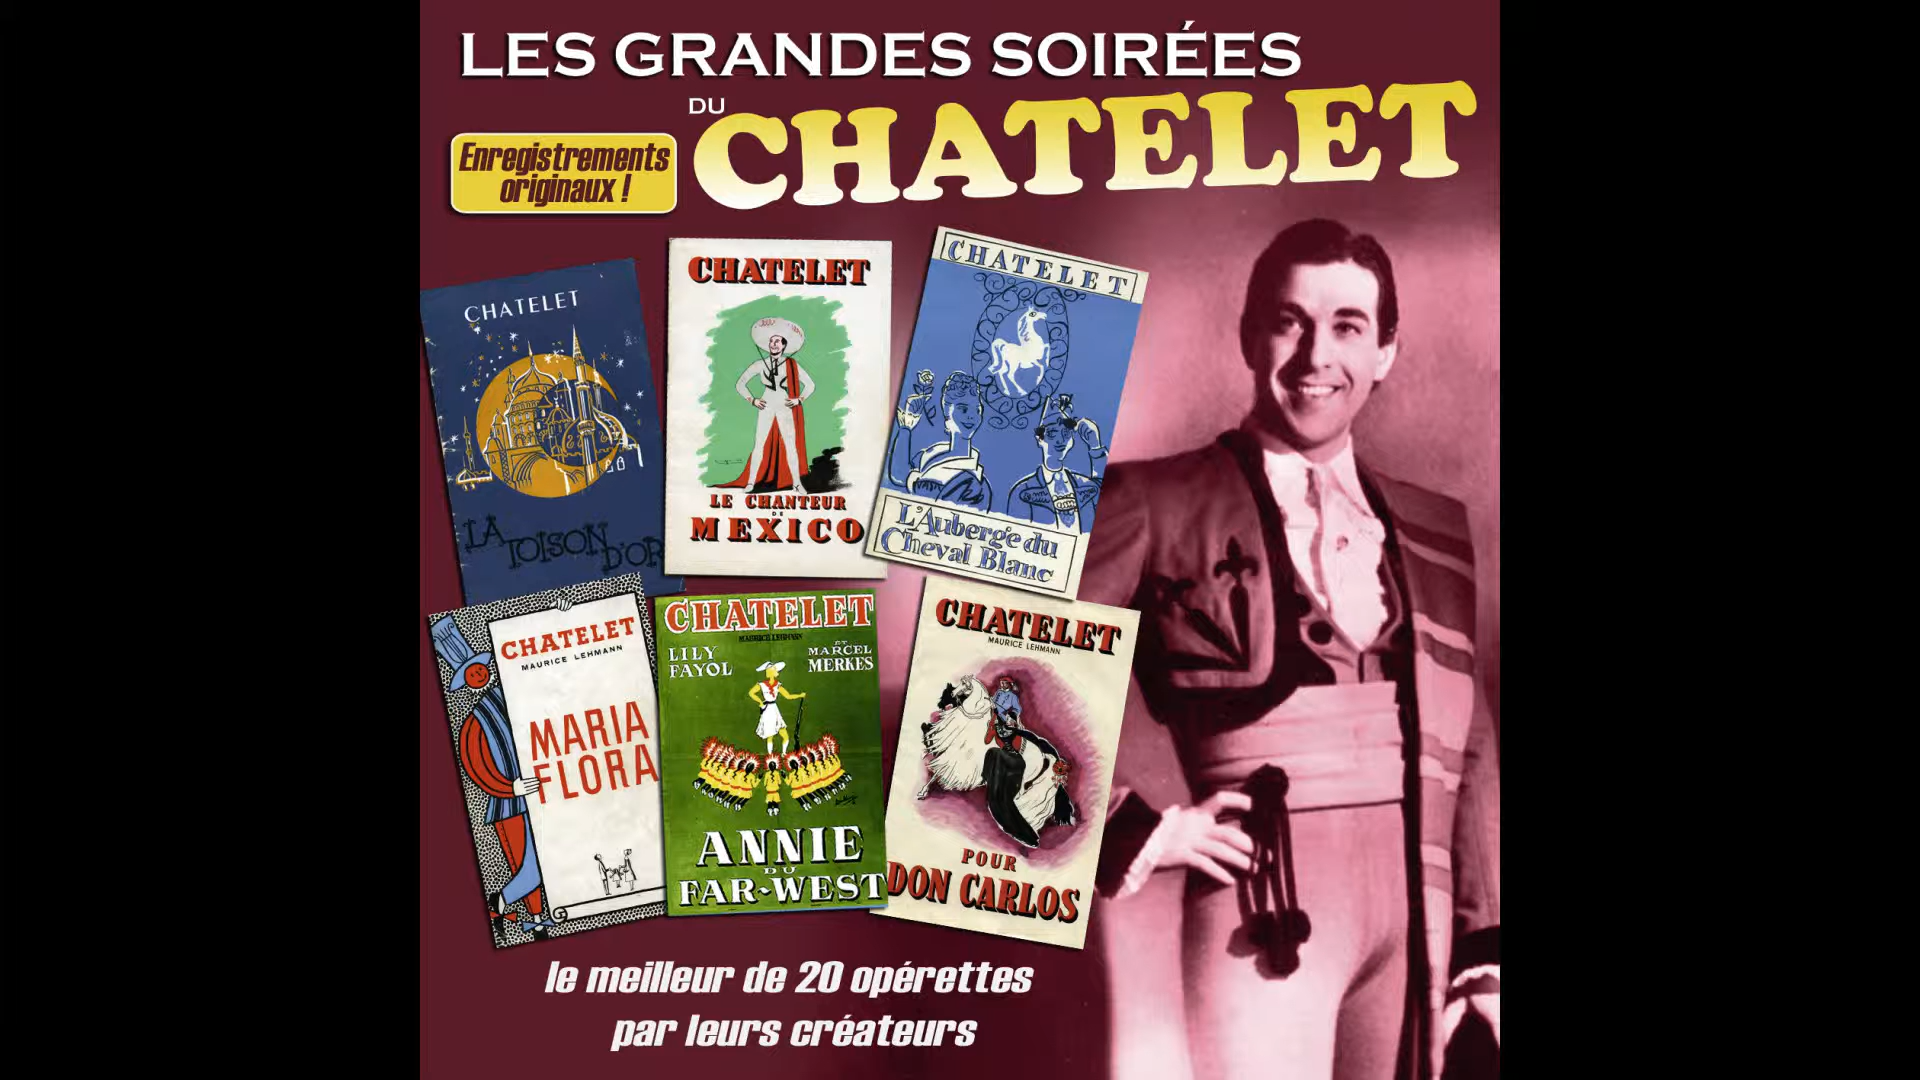 LES GRANDES SOIRÉES
DU
CHATELET
Enregistrements
originaux !
CHATELET
LA
TOISON
D'OR
CHATELET
LE CHANTEUR
DE
MEXICO
CHATELET
L'Auberge du
Cheval Blanc
CHATELET
MAURICE LEHMANN
MARIA
FLORA
CHATELET
MAURICE LEHMANN
LILY
FAYOL
ET
MARCEL
MERKES
ANNIE
DU
FAR-WEST
CHATELET
MAURICE LEHMANN
POUR
DON CARLOS
le meilleur de 20 opérettes
par leurs créateurs